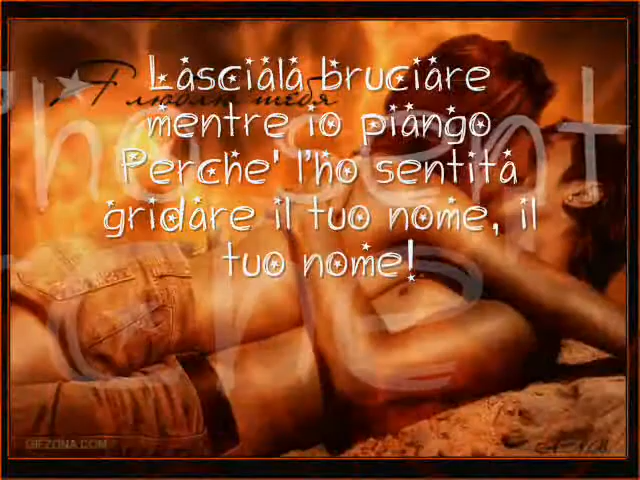 Lasciala bruciare
mentre io piango
Perche' l'ho sentita
gridare il tuo nome, il
tuo nome!
Я люблю тебя
GIFZONA.COM